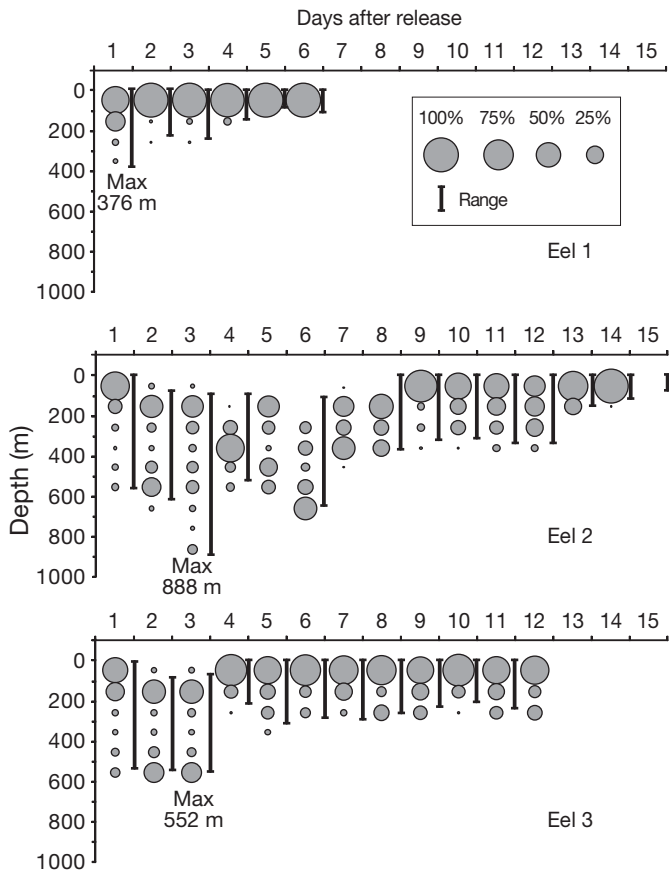 Days after release
1 2 3 4 5 6 7 8 9 10 11 12 13 14 15
0
200
400
600
800
1000
100% 75% 50% 25%
Range
Max
376 m
Eel 1
1 2 3 4 5 6 7 8 9 10 11 12 13 14 15
Depth (m)
0
200
400
600
800
1000
Max
888 m
Eel 2
1 2 3 4 5 6 7 8 9 10 11 12 13 14 15
0
200
400
600
800
1000
Max
552 m
Eel 3